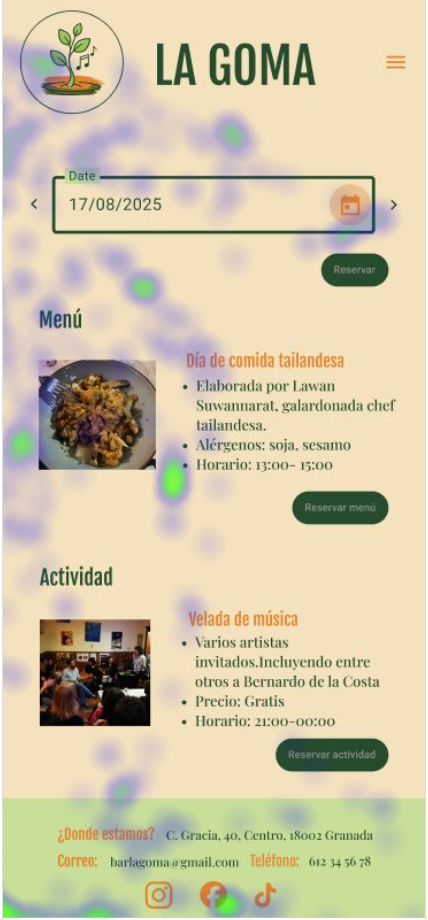 LA GOMA
Date
17/08/2025
Reservar
Menú
Día de comida tailandesa
• Elaborada por Lawan
Suwannarat, galardonada chef
tailandesa.
• Alérgenos: soja, sesamo
• Horario: 13:00- 15:00
Reservar menú
Actividad
Velada de música
• Varios artistas
invitados.Incluyendo entre
otros a Bernardo de la Costa
• Precio: Gratis
• Horario: 21:00-00:00
Reservar actividad
¿Donde estamos? C. Gracia, 40, Centro, 18002 Granada
Correo: barlagoma@gmail.com Teléfono: 612 34 56 78